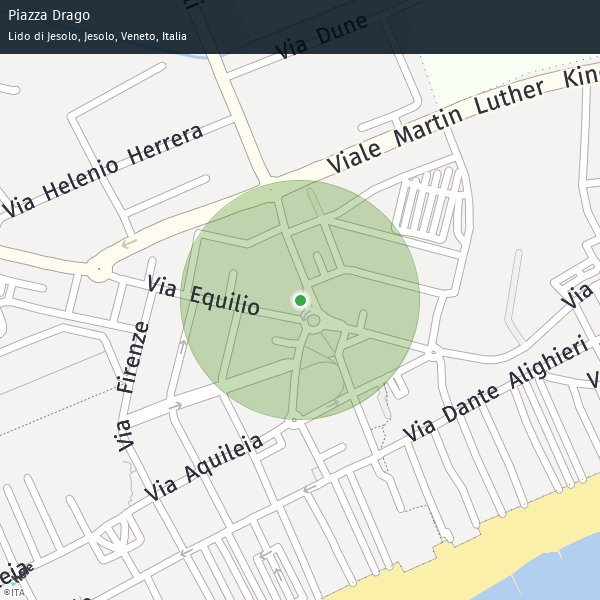 Piazza Drago
Lido di Jesolo, Jesolo, Veneto, Italia
Via Dune
Viale Martin Luther King
Via Helenio Herrera
Via Equilio
Via
Via Firenze
Via Dante Alighieri
Via Aquileia
©ITA